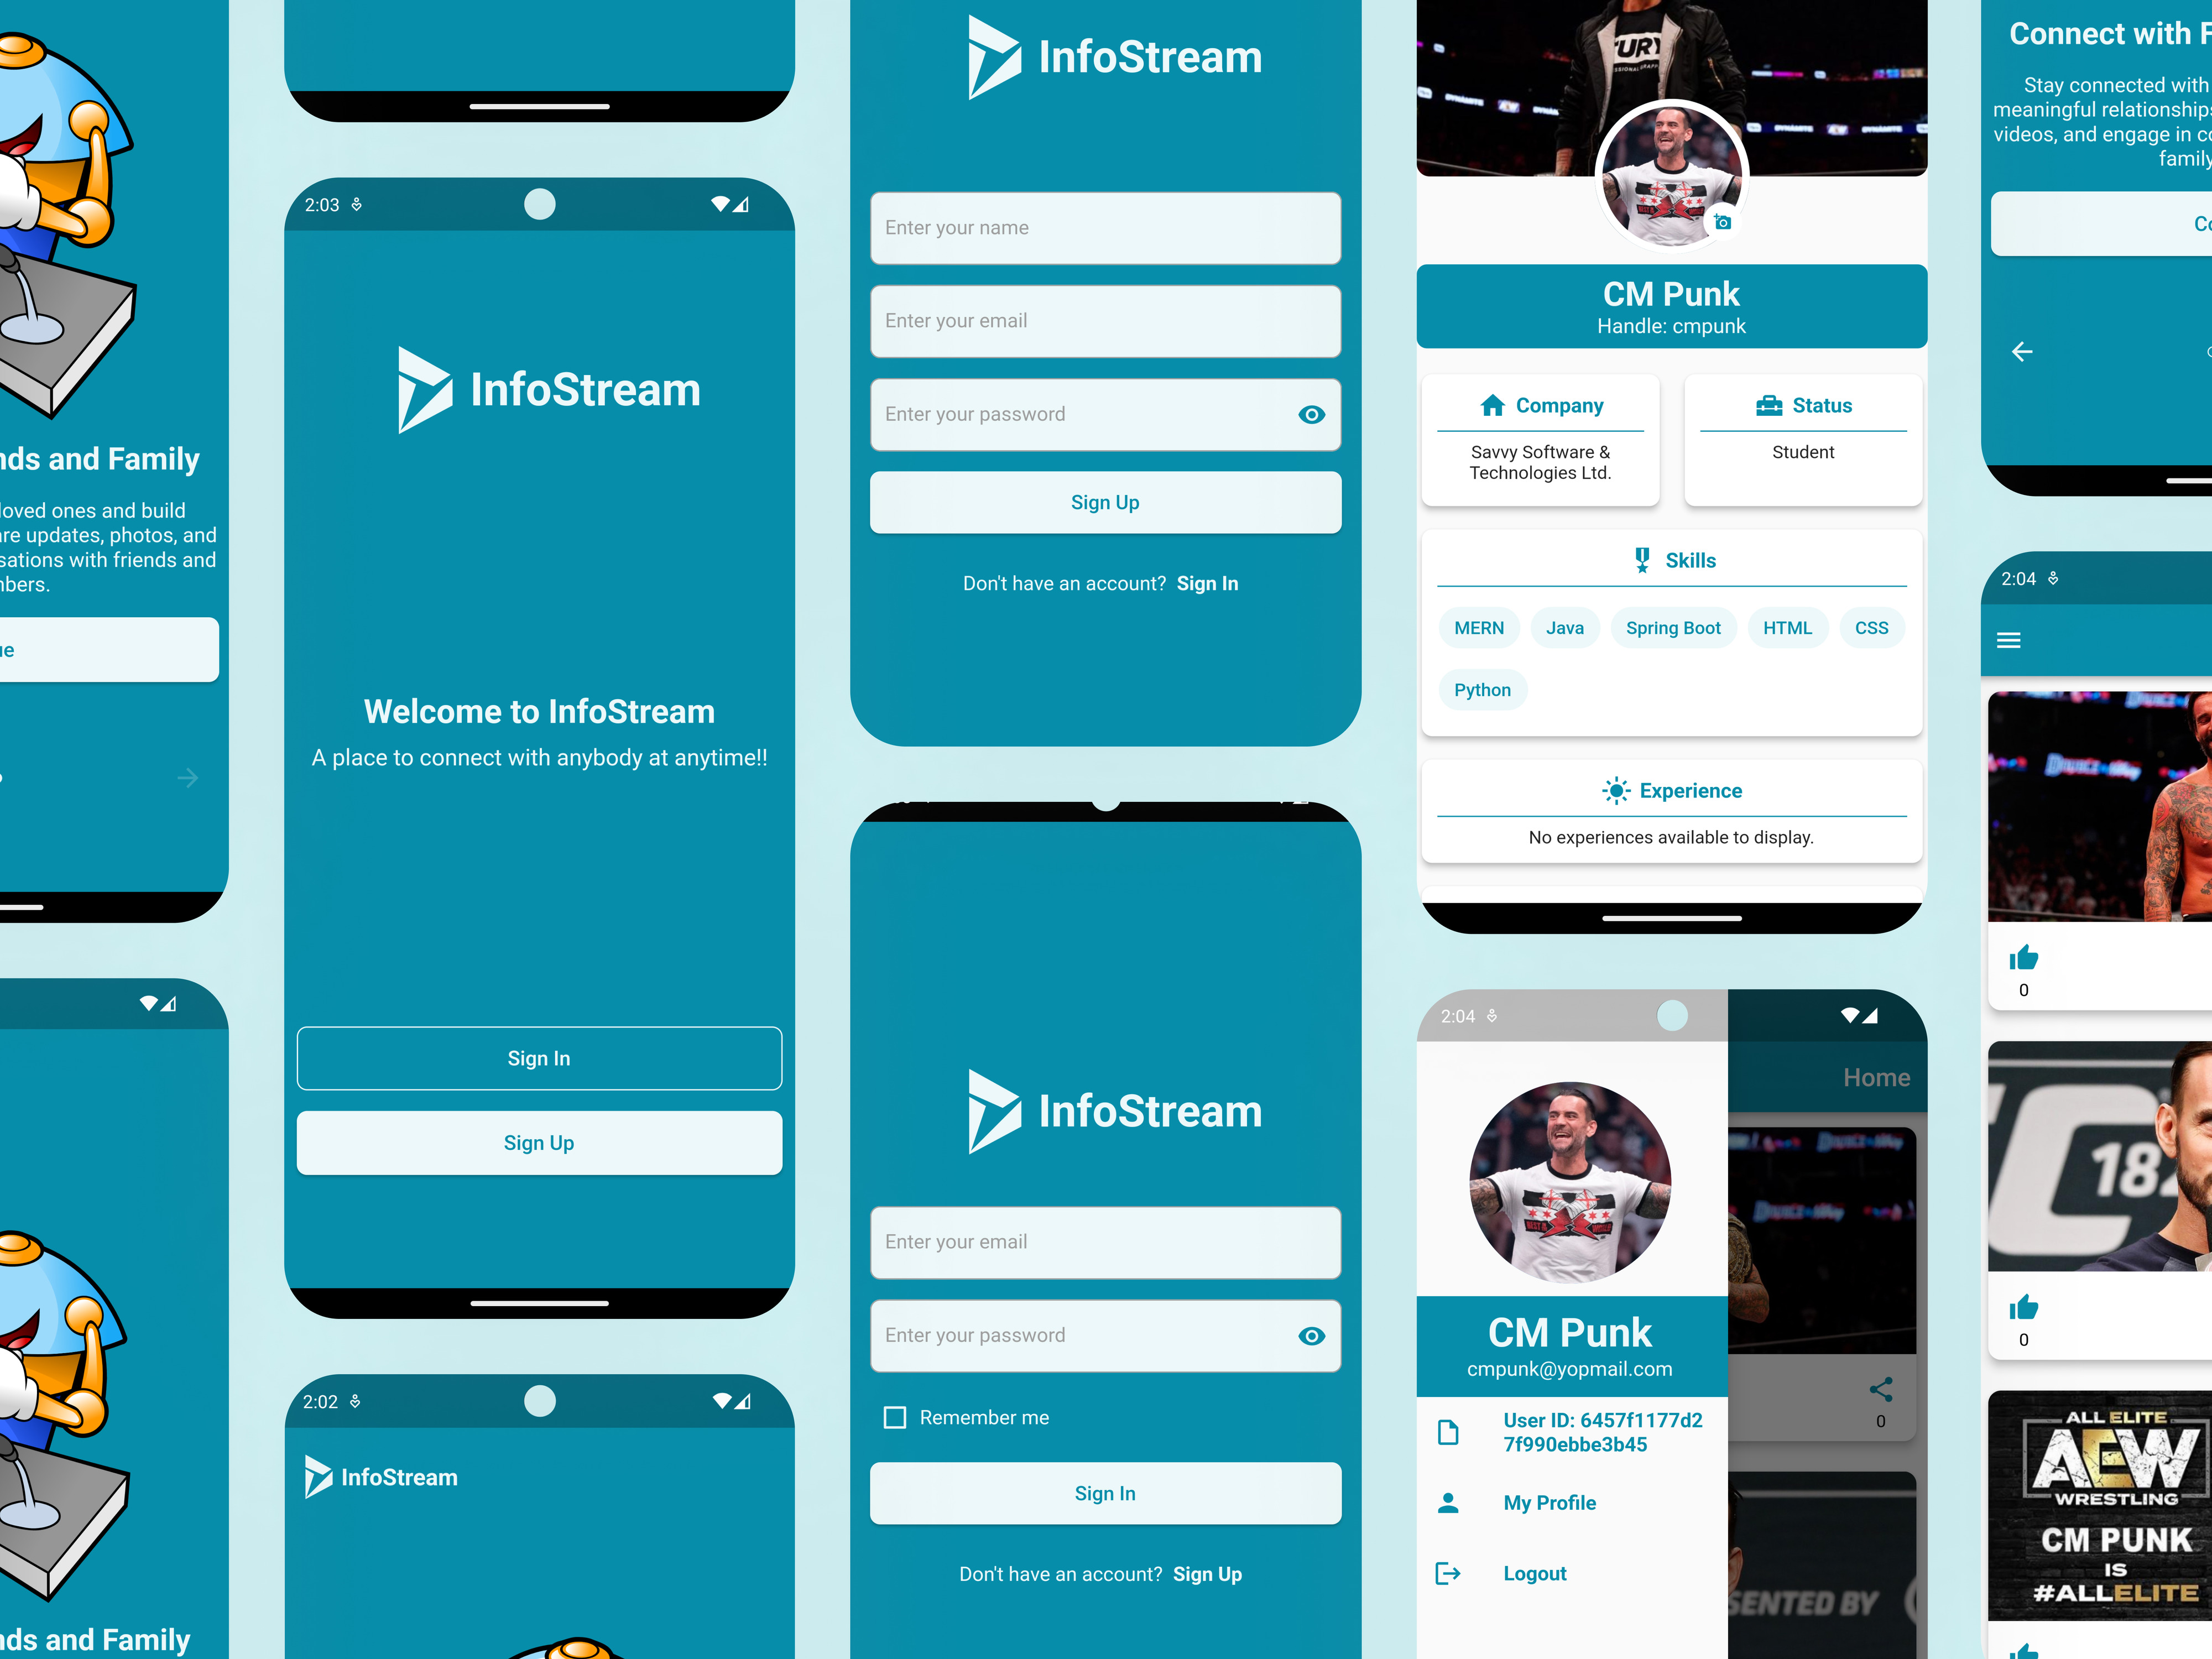 nds and Family
loved ones and build
are updates, photos, and
sations with friends and
nbers.
ue
nds and Family
2:03
InfoStream
Welcome to InfoStream
A place to connect with anybody at anytime!!
Sign In
Sign Up
2:02
InfoStream
InfoStream
Enter your name
Enter your email
Enter your password
Sign Up
Don't have an account? Sign In
InfoStream
Enter your email
Enter your password
Remember me
Sign In
Don't have an account? Sign Up
CM Punk
Handle: cmpunk
Company
Savvy Software &
Technologies Ltd.
Status
Student
Skills
MERN Java Spring Boot HTML CSS
Python
Experience
No experiences available to display.
2:04
Home
CM Punk
cmpunk@yopmail.com
User ID: 6457f1177d2
7f990ebbe3b45
My Profile
Logout
0
SENTED BY
Connect with F
Stay connected with
meaningful relationships
videos, and engage in co
family
Co
2:04
0
182
0
ALL ELITE
AEW
WRESTLING
CM PUNK
IS
#ALLELITE